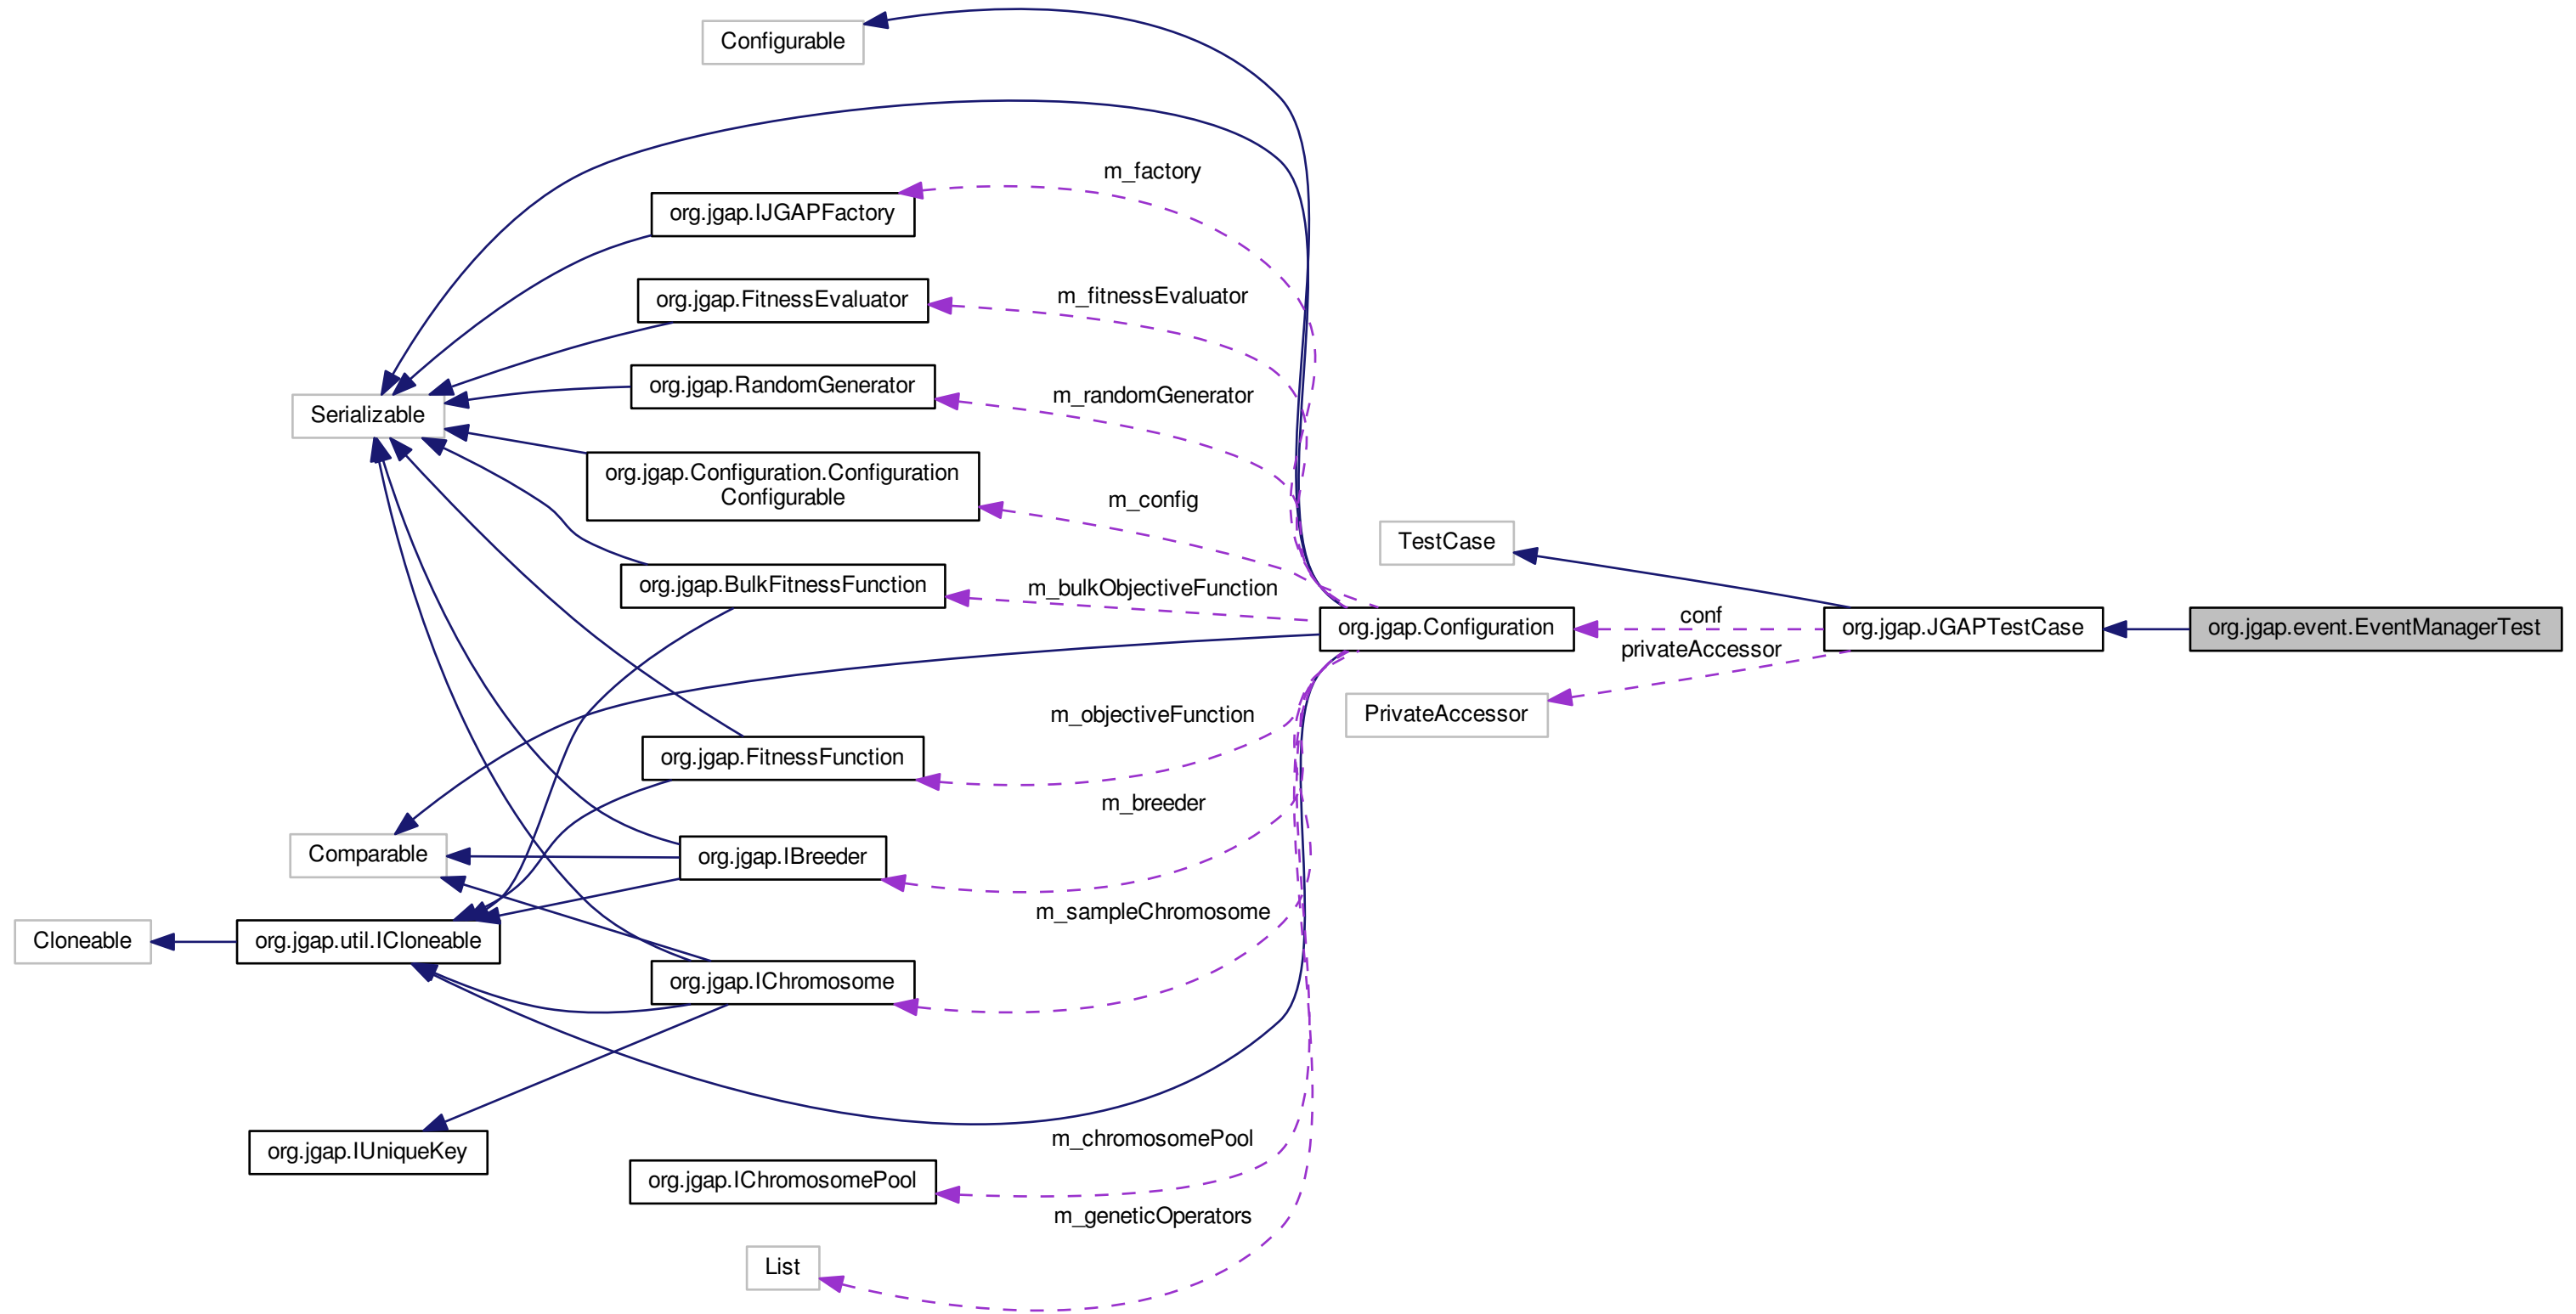 Configurable
m_factory
org.jgap.IJGAPFactory
m_fitnessEvaluator
org.jgap.FitnessEvaluator
m_randomGenerator
org.jgap.RandomGenerator
Serializable
org.jgap.Configuration.Configuration
Configurable
m_config
TestCase
org.jgap.BulkFitnessFunction
m_bulkObjectiveFunction
org.jgap.Configuration
conf
privateAccessor
org.jgap.JGAPTestCase
org.jgap.event.EventManagerTest
PrivateAccessor
m_objectiveFunction
org.jgap.FitnessFunction
m_breeder
Comparable
org.jgap.IBreeder
m_sampleChromosome
Cloneable
org.jgap.util.ICloneable
org.jgap.IChromosome
m_chromosomePool
org.jgap.IUniqueKey
org.jgap.IChromosomePool
m_geneticOperators
List